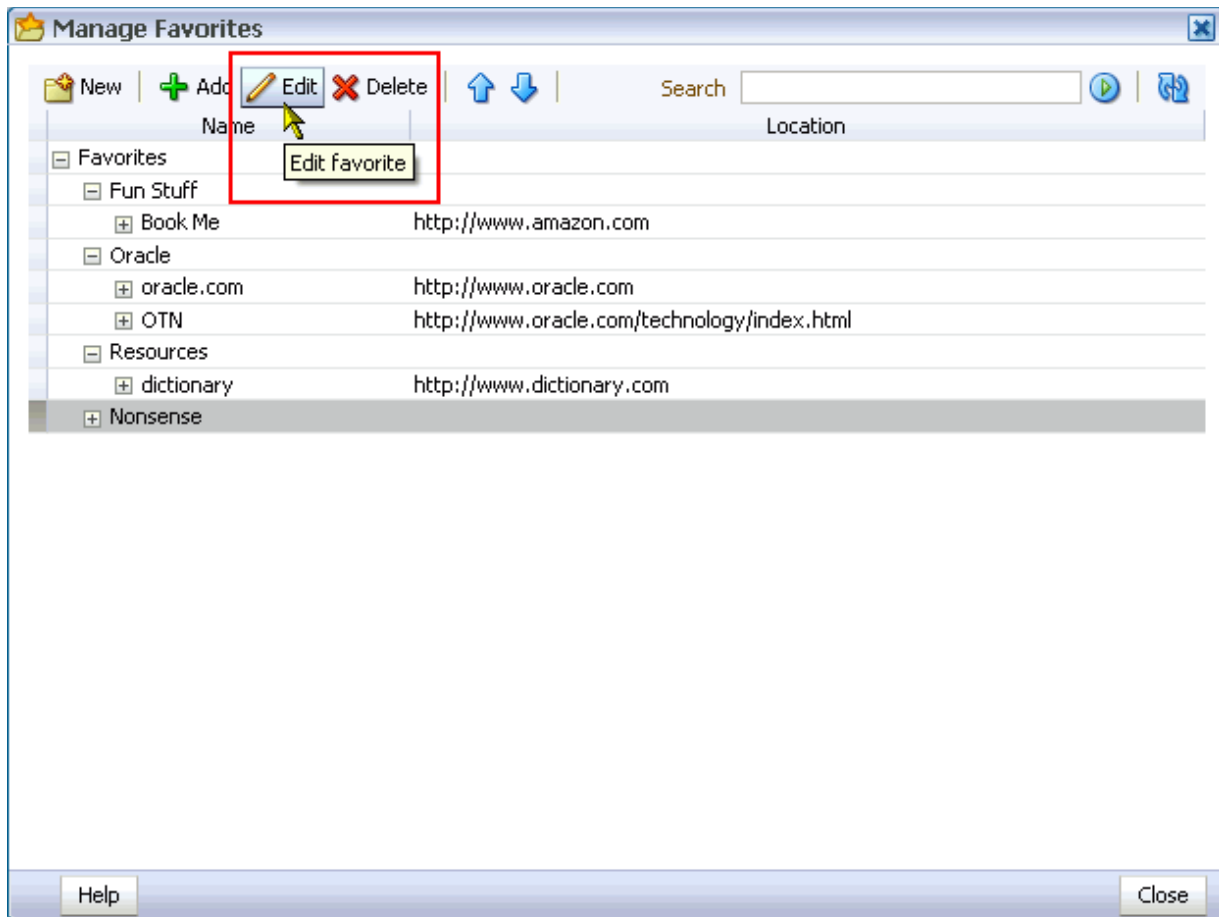 Manage Favorites
New Add Edit Delete Search
Name Location
Edit favorite
Favorites
Fun Stuff
Book Me http://www.amazon.com
Oracle
oracle.com http://www.oracle.com
OTN http://www.oracle.com/technology/index.html
Resources
dictionary http://www.dictionary.com
Nonsense
Help Close